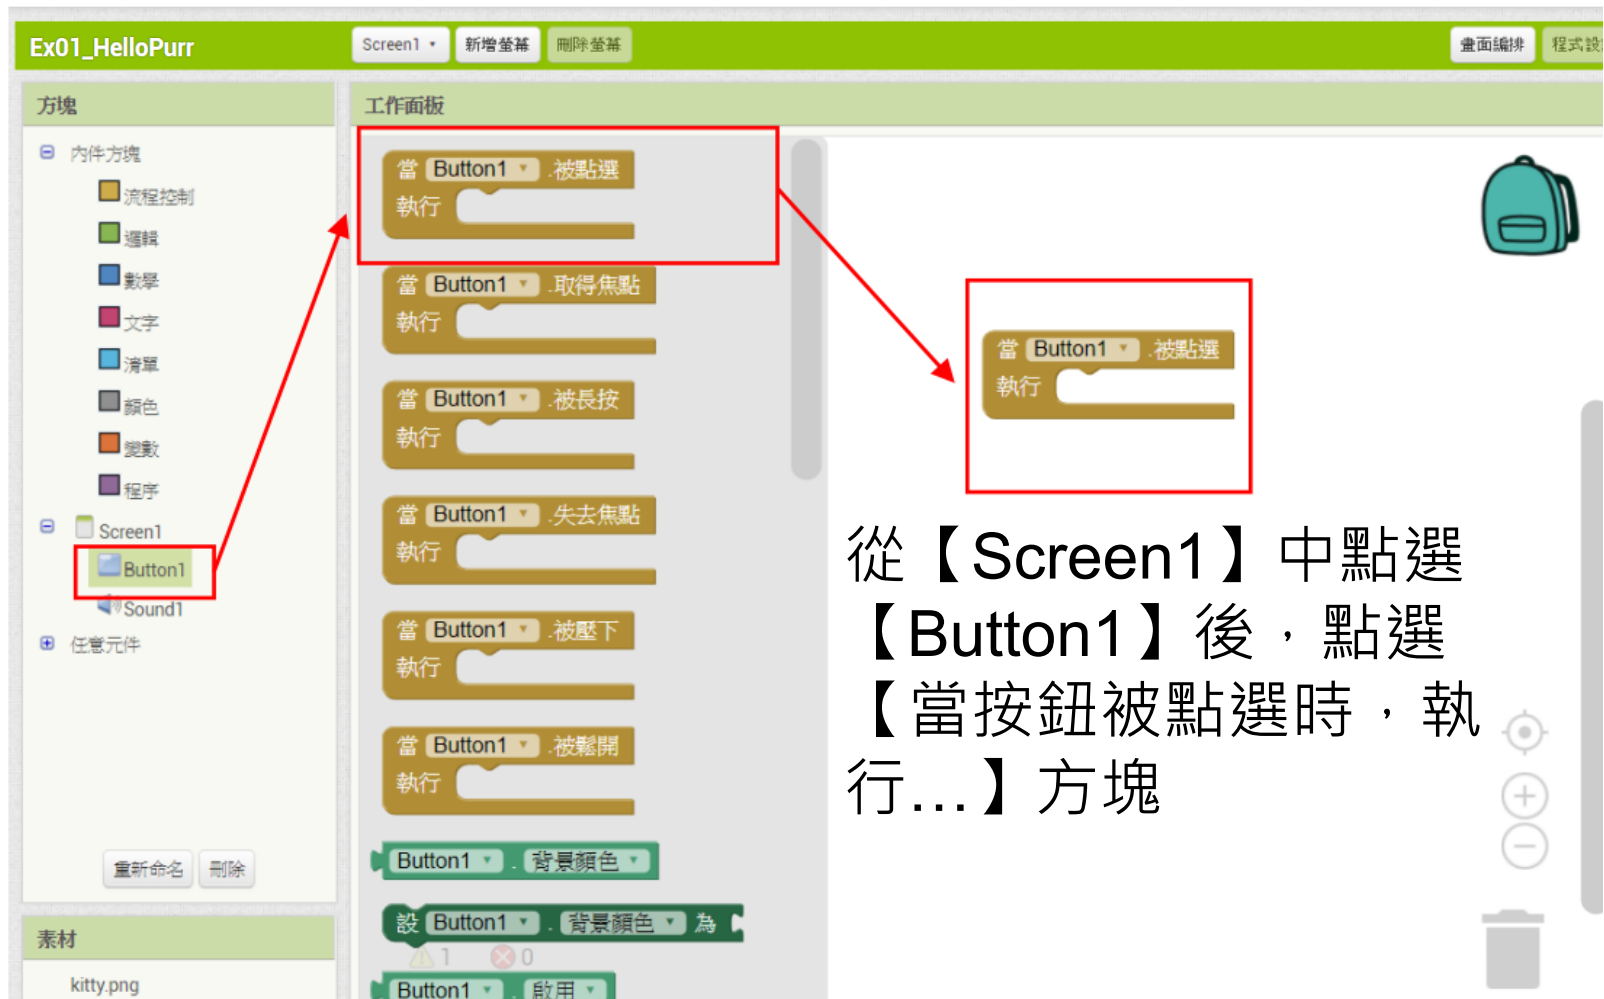 Ex01_HelloPurr
Screen1
新增螢幕
刪除螢幕
畫面編排
方塊
工作面板
內件方塊
流程控制
邏輯
數學
文字
清單
顏色
變數
程序
Screen1
Button1
Sound1
任意元件
重新命名
刪除
素材
kitty.png
當 Button1 .被點選
執行
當 Button1 .取得焦點
執行
當 Button1 .被長按
執行
當 Button1 .失去焦點
執行
當 Button1 .被壓下
執行
當 Button1 .被鬆開
執行
Button1 . 背景顏色
設 Button1 . 背景顏色 為
1 0
Button1 . 啟用
當 Button1 .被點選
執行
從【Screen1】中點選
【Button1】後，點選
【當按鈕被點選時，執
行…】方塊